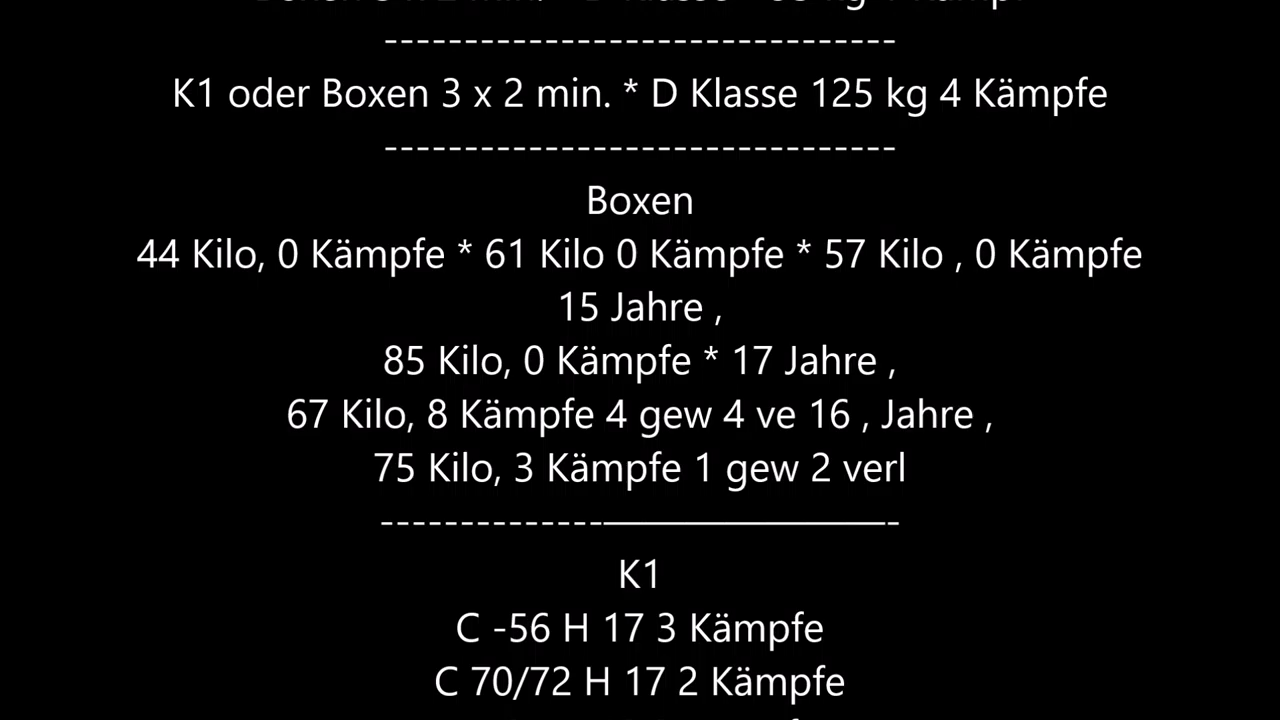 --------------------------------
K1 oder Boxen 3 x 2 min. * D Klasse 125 kg 4 Kämpfe
--------------------------------
Boxen
44 Kilo, 0 Kämpfe * 61 Kilo 0 Kämpfe * 57 Kilo , 0 Kämpfe
15 Jahre ,
85 Kilo, 0 Kämpfe * 17 Jahre ,
67 Kilo, 8 Kämpfe 4 gew 4 ve 16 , Jahre ,
75 Kilo, 3 Kämpfe 1 gew 2 verl
--------------———————————-
K1
C -56 H 17 3 Kämpfe
C 70/72 H 17 2 Kämpfe